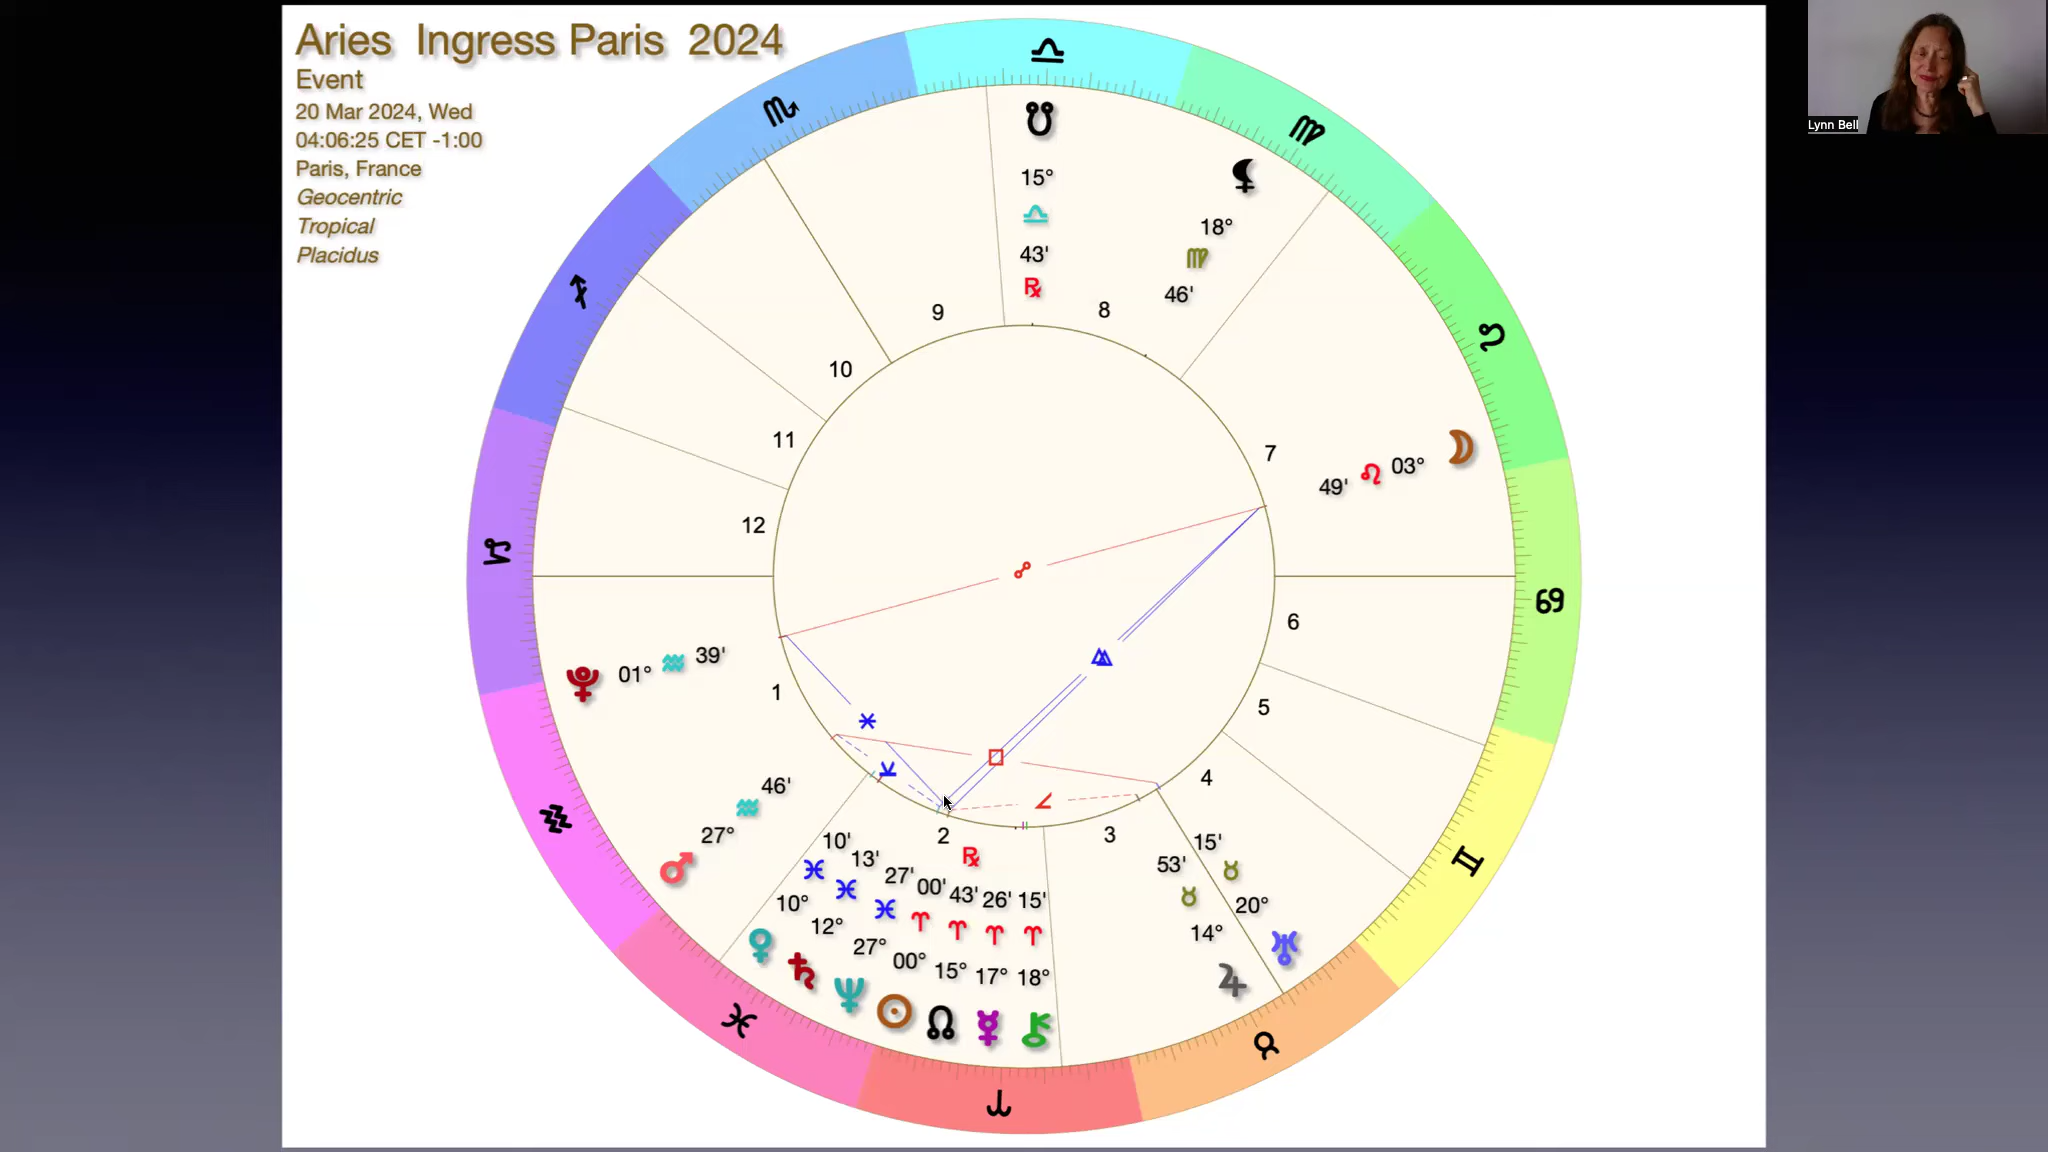 Aries Ingress Paris 2024
Event
20 Mar 2024, Wed
04:06:25 CET -1:00
Paris, France
Geocentric
Tropical
Placidus
Lynn Bell
♎
♏
♍
♐
♌
♑
♋
♒
♊
♓
♈
♉
☋
15°
♎
43'
℞
⚸
18°
♍
46'
9
8
10
11
12
7
49' ♌ 03° ☽
6
5
4
3
2
1
♇ 01° ♒ 39'
46'
♒
27°
♂
10' ♓ 10° ♀
13' ♓ 12° ♄
27' ♓ 27° ♆
00' ♈ 00° ☉
℞ 43' ♈ 15° ☊
26' ♈ 17° ☿
15' ♈ 18° ⚷
53' ♉ 14° ♃
15' ♉ 20° ♅